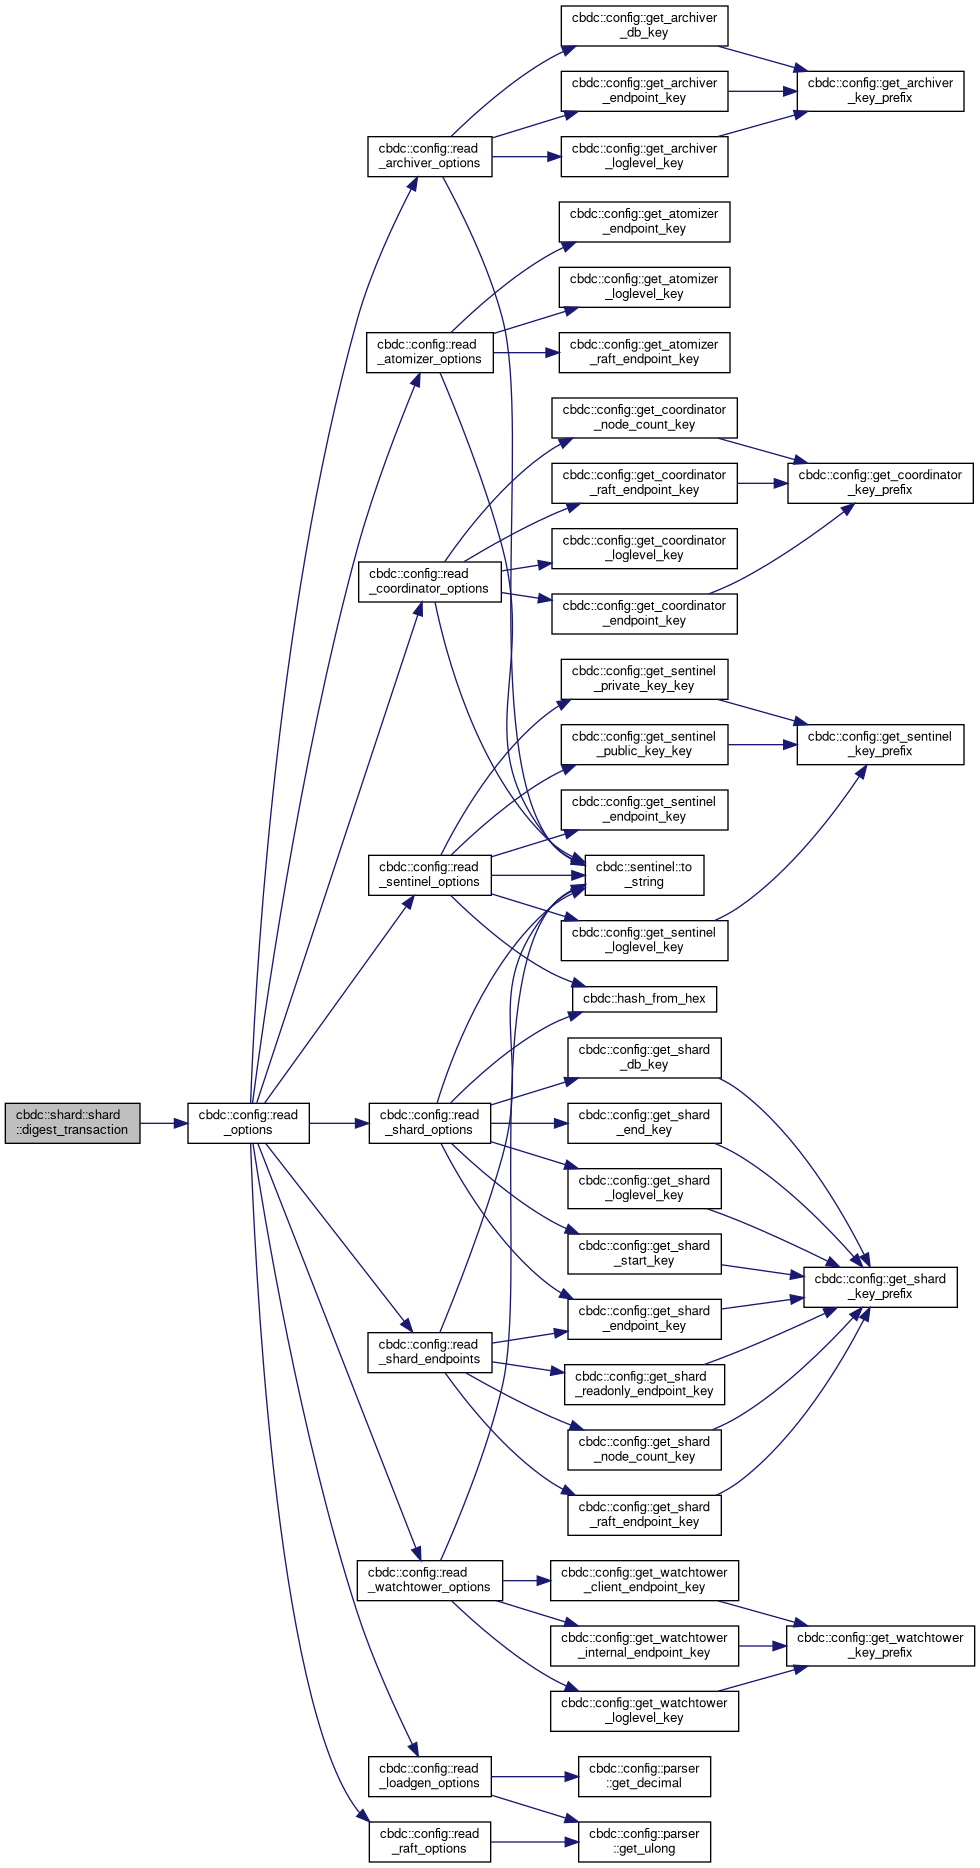 cbdc::shard::shard
::digest_transaction
cbdc::config::read
_options
cbdc::config::read
_archiver_options
cbdc::config::read
_atomizer_options
cbdc::config::read
_coordinator_options
cbdc::config::read
_sentinel_options
cbdc::config::read
_shard_options
cbdc::config::read
_shard_endpoints
cbdc::config::read
_watchtower_options
cbdc::config::read
_loadgen_options
cbdc::config::read
_raft_options
cbdc::config::get_archiver
_db_key
cbdc::config::get_archiver
_endpoint_key
cbdc::config::get_archiver
_loglevel_key
cbdc::config::get_atomizer
_endpoint_key
cbdc::config::get_atomizer
_loglevel_key
cbdc::config::get_atomizer
_raft_endpoint_key
cbdc::config::get_coordinator
_node_count_key
cbdc::config::get_coordinator
_raft_endpoint_key
cbdc::config::get_coordinator
_loglevel_key
cbdc::config::get_coordinator
_endpoint_key
cbdc::config::get_sentinel
_private_key_key
cbdc::config::get_sentinel
_public_key_key
cbdc::config::get_sentinel
_endpoint_key
cbdc::sentinel::to
_string
cbdc::config::get_sentinel
_loglevel_key
cbdc::hash_from_hex
cbdc::config::get_shard
_db_key
cbdc::config::get_shard
_end_key
cbdc::config::get_shard
_loglevel_key
cbdc::config::get_shard
_start_key
cbdc::config::get_shard
_endpoint_key
cbdc::config::get_shard
_readonly_endpoint_key
cbdc::config::get_shard
_node_count_key
cbdc::config::get_shard
_raft_endpoint_key
cbdc::config::get_watchtower
_client_endpoint_key
cbdc::config::get_watchtower
_internal_endpoint_key
cbdc::config::get_watchtower
_loglevel_key
cbdc::config::parser
::get_decimal
cbdc::config::parser
::get_ulong
cbdc::config::get_archiver
_key_prefix
cbdc::config::get_coordinator
_key_prefix
cbdc::config::get_sentinel
_key_prefix
cbdc::config::get_shard
_key_prefix
cbdc::config::get_watchtower
_key_prefix